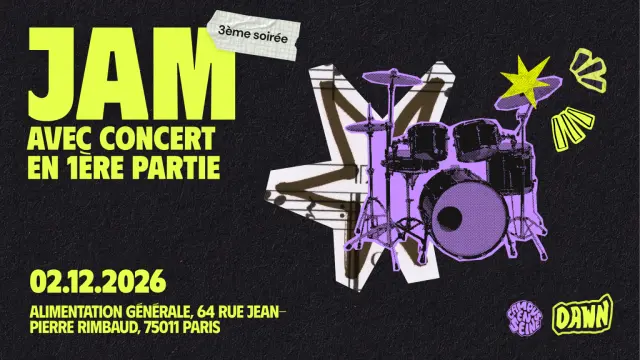 JAM
3ème soirée
AVEC CONCERT
EN 1ÈRE PARTIE
02.12.2026
ALIMENTATION GÉNÉRALE, 64 RUE JEAN-
PIERRE RIMBAUD, 75011 PARIS
DAWN